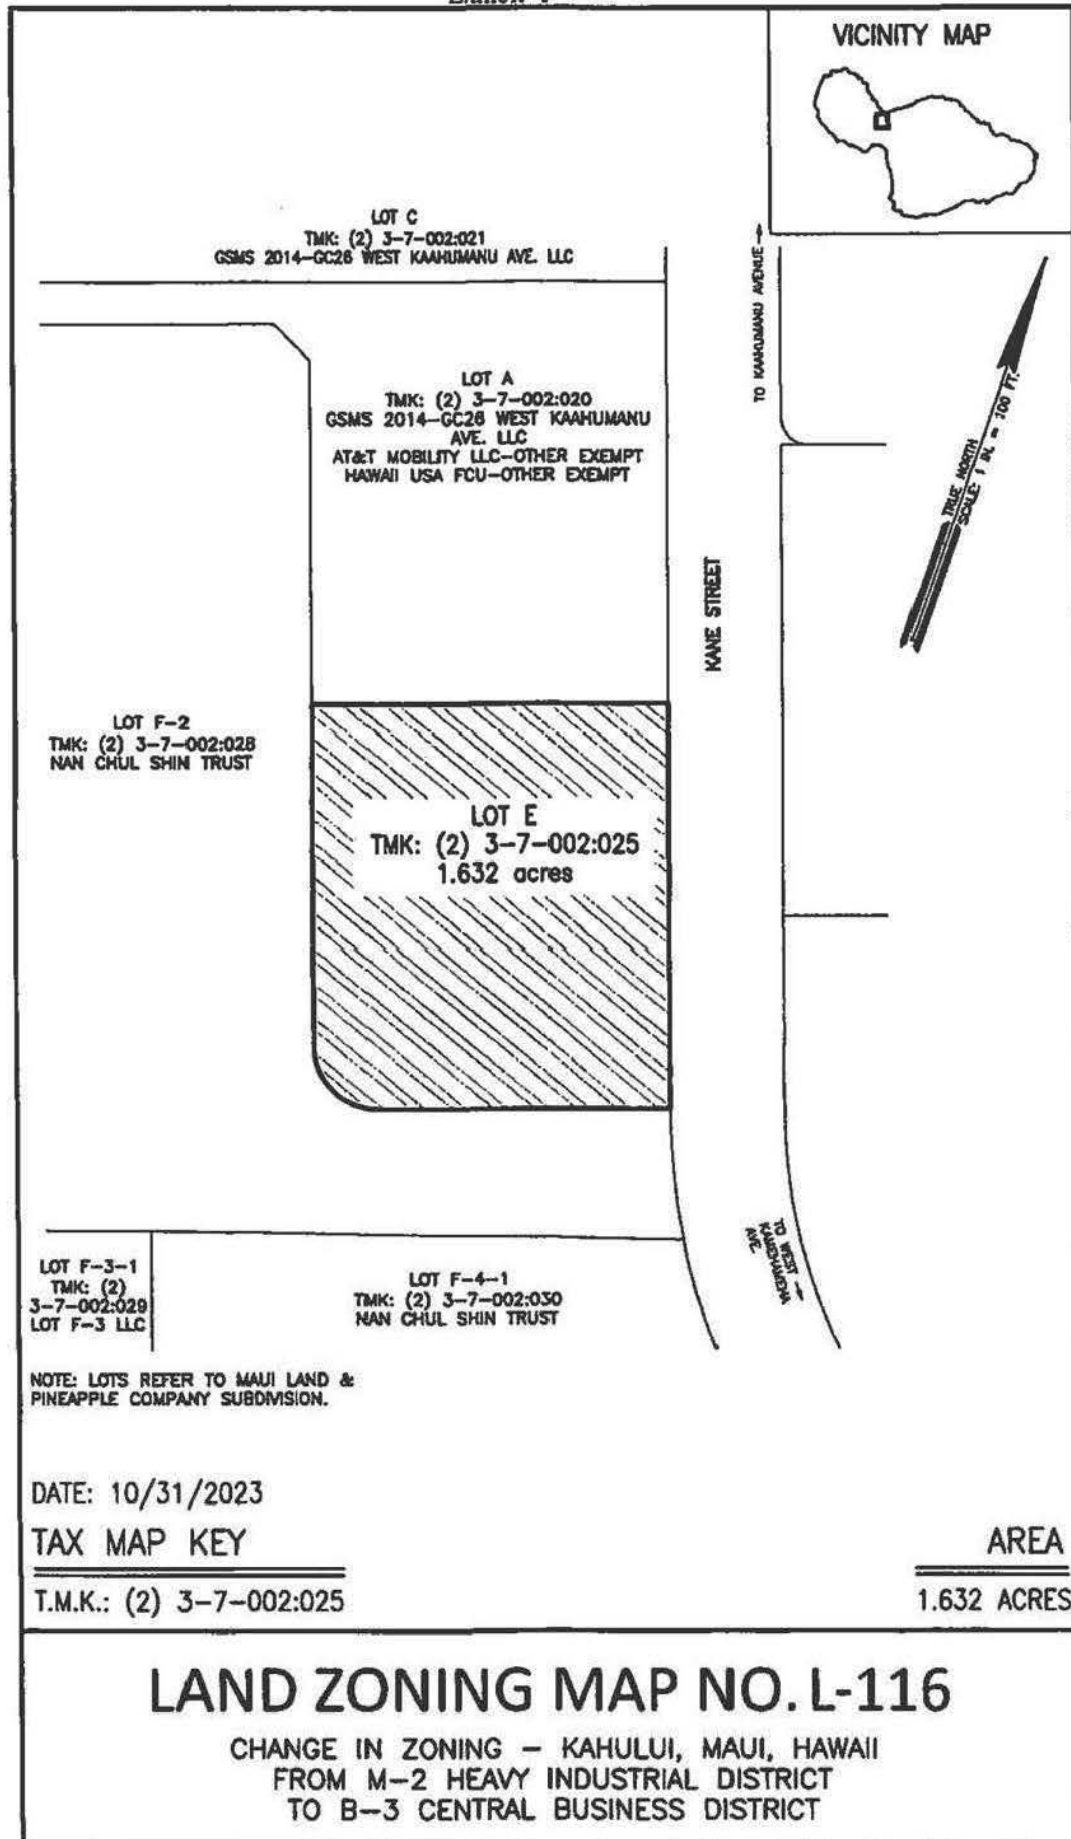 VICINITY MAP
LOT C
TMK: (2) 3-7-002:021
GSMS 2014-GC26 WEST KAAHUMANU AVE. LLC
TO KAAHUMANU AVENUE
LOT A
TMK: (2) 3-7-002:020
GSMS 2014-GC26 WEST KAAHUMANU
AVE. LLC
AT&T MOBILITY LLC-OTHER EXEMPT
HAWAII USA FCU-OTHER EXEMPT
TRUE NORTH
SCALE: 1 IN. = 100 FT.
KANE STREET
LOT F-2
TMK: (2) 3-7-002:028
NAN CHUL SHIN TRUST
LOT E
TMK: (2) 3-7-002:025
1.632 acres
TO WEST
KAMEHAMEHA
AVE.
LOT F-3-1
TMK: (2)
3-7-002:029
LOT F-3 LLC
LOT F-4-1
TMK: (2) 3-7-002:030
NAN CHUL SHIN TRUST
NOTE: LOTS REFER TO MAUI LAND &
PINEAPPLE COMPANY SUBDIVISION.
DATE: 10/31/2023
TAX MAP KEY
AREA
T.M.K.: (2) 3-7-002:025
1.632 ACRES
LAND ZONING MAP NO. L-116
CHANGE IN ZONING - KAHULUI, MAUI, HAWAII
FROM M-2 HEAVY INDUSTRIAL DISTRICT
TO B-3 CENTRAL BUSINESS DISTRICT